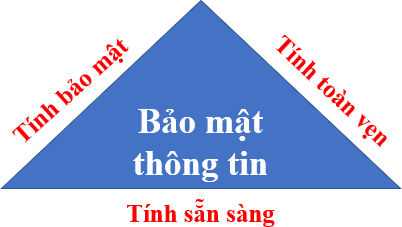 Tính bảo mật
Tính toàn vẹn
Bảo mật
thông tin
Tính sẵn sàng